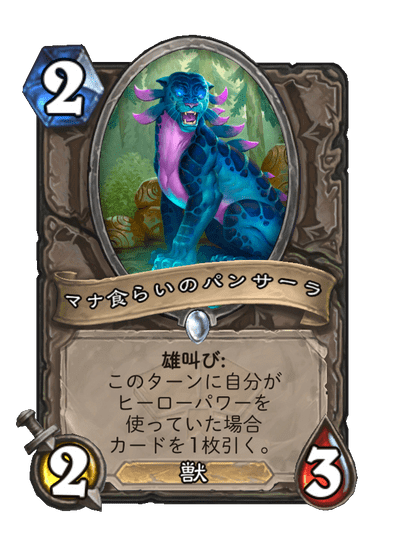 2
マナ食らいのパンサーラ
雄叫び:
このターンに自分が
ヒーローパワーを
使っていた場合
カードを1枚引く。
2
獣
3